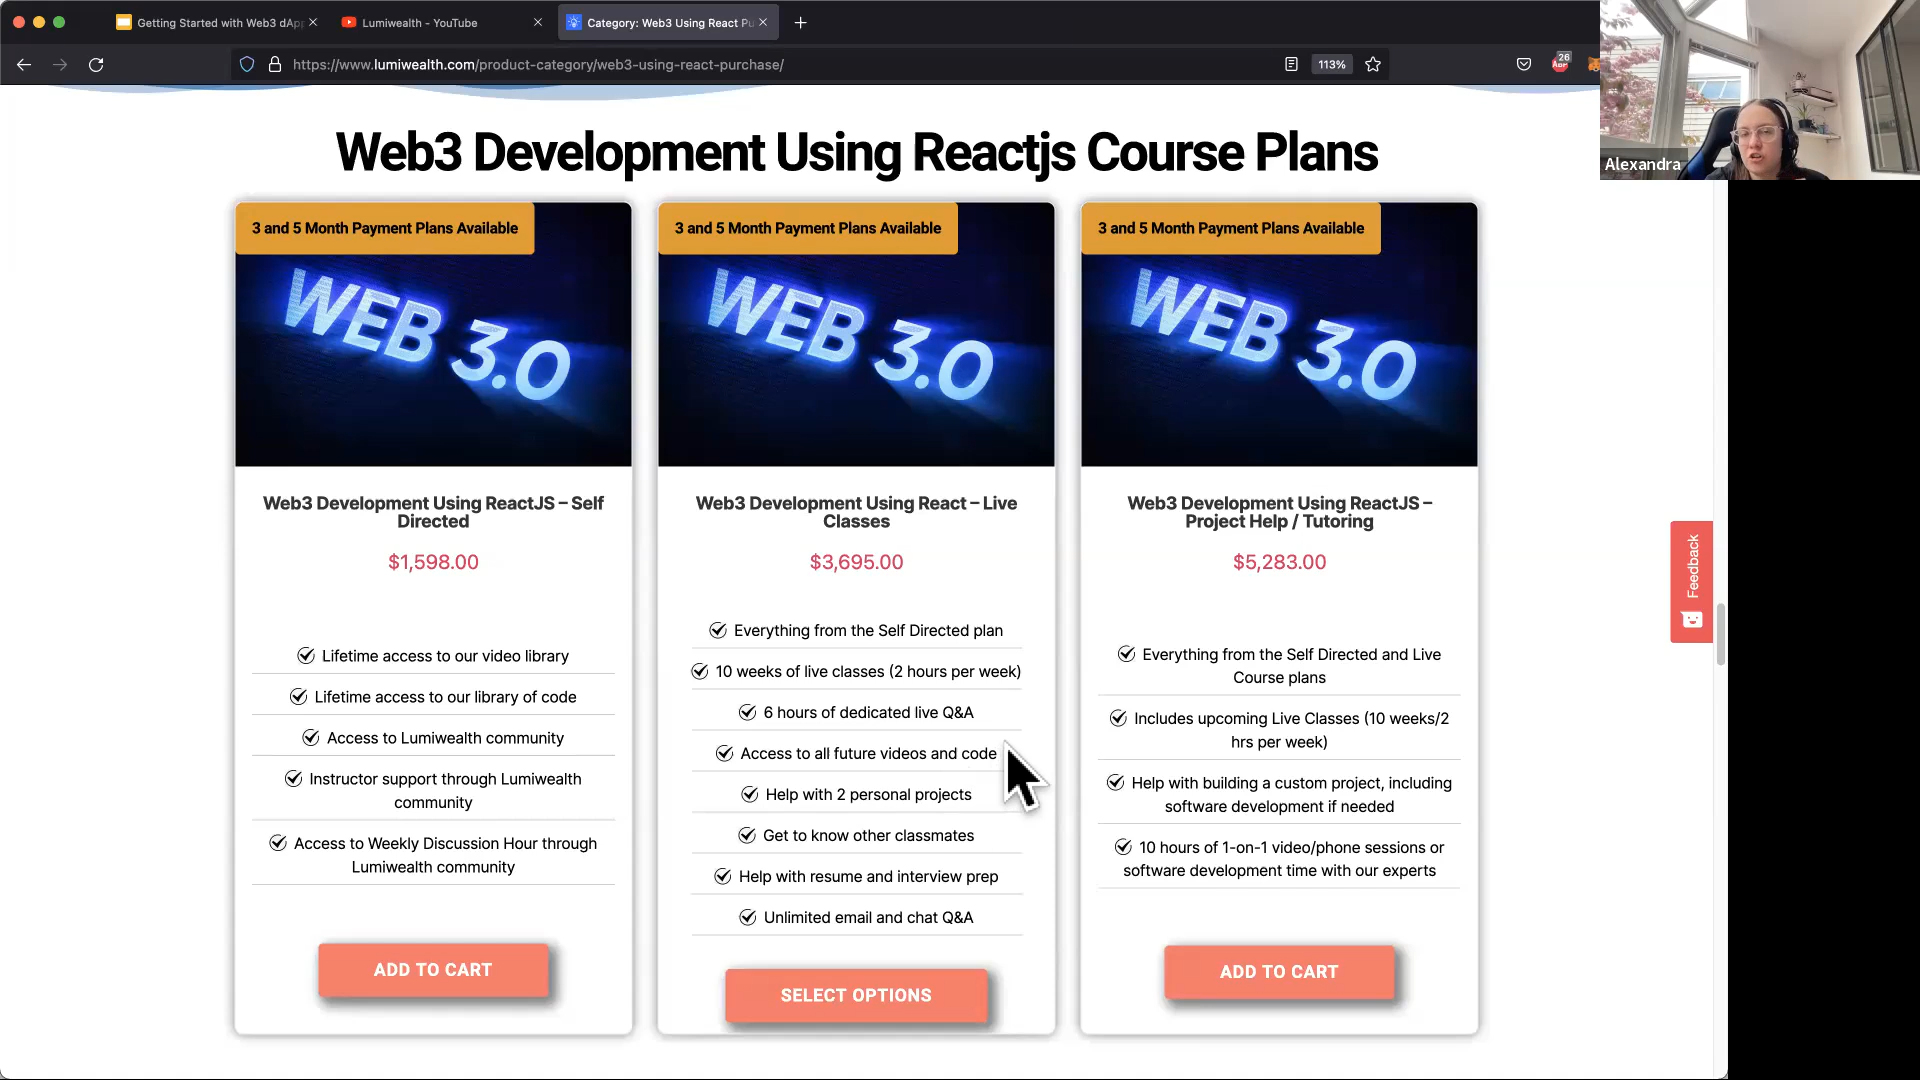 Getting Started with Web3 dApp
Lumiwealth - YouTube
Category: Web3 Using React Pu
https://www.lumiwealth.com/product-category/web3-using-react-purchase/
113%
26
ABP
Alexandra
Web3 Development Using Reactjs Course Plans
3 and 5 Month Payment Plans Available
WEB 3.0
Web3 Development Using ReactJS – Self
Directed
$1,598.00
Lifetime access to our video library
Lifetime access to our library of code
Access to Lumiwealth community
Instructor support through Lumiwealth
community
Access to Weekly Discussion Hour through
Lumiwealth community
ADD TO CART
3 and 5 Month Payment Plans Available
WEB 3.0
Web3 Development Using React – Live
Classes
$3,695.00
Everything from the Self Directed plan
10 weeks of live classes (2 hours per week)
6 hours of dedicated live Q&A
Access to all future videos and code
Help with 2 personal projects
Get to know other classmates
Help with resume and interview prep
Unlimited email and chat Q&A
SELECT OPTIONS
3 and 5 Month Payment Plans Available
WEB 3.0
Web3 Development Using ReactJS –
Project Help / Tutoring
$5,283.00
Everything from the Self Directed and Live
Course plans
Includes upcoming Live Classes (10 weeks/2
hrs per week)
Help with building a custom project, including
software development if needed
10 hours of 1-on-1 video/phone sessions or
software development time with our experts
ADD TO CART
Feedback